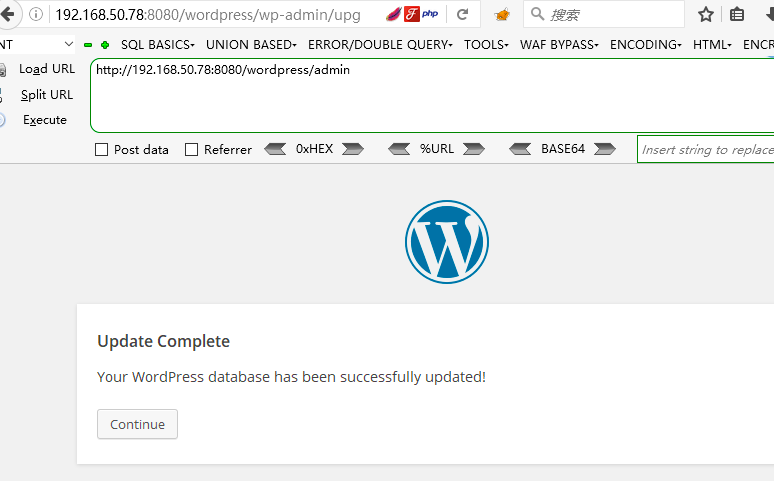 192.168.50.78:8080/wordpress/wp-admin/upg
php
搜索
NT
SQL BASICS UNION BASED ERROR/DOUBLE QUERY TOOLS WAF BYPASS ENCODING HTML ENCR
Load URL
http://192.168.50.78:8080/wordpress/admin
Split URL
Execute
Post data Referrer 0xHEX %URL BASE64 Insert string to replace
Update Complete
Your WordPress database has been successfully updated!
Continue